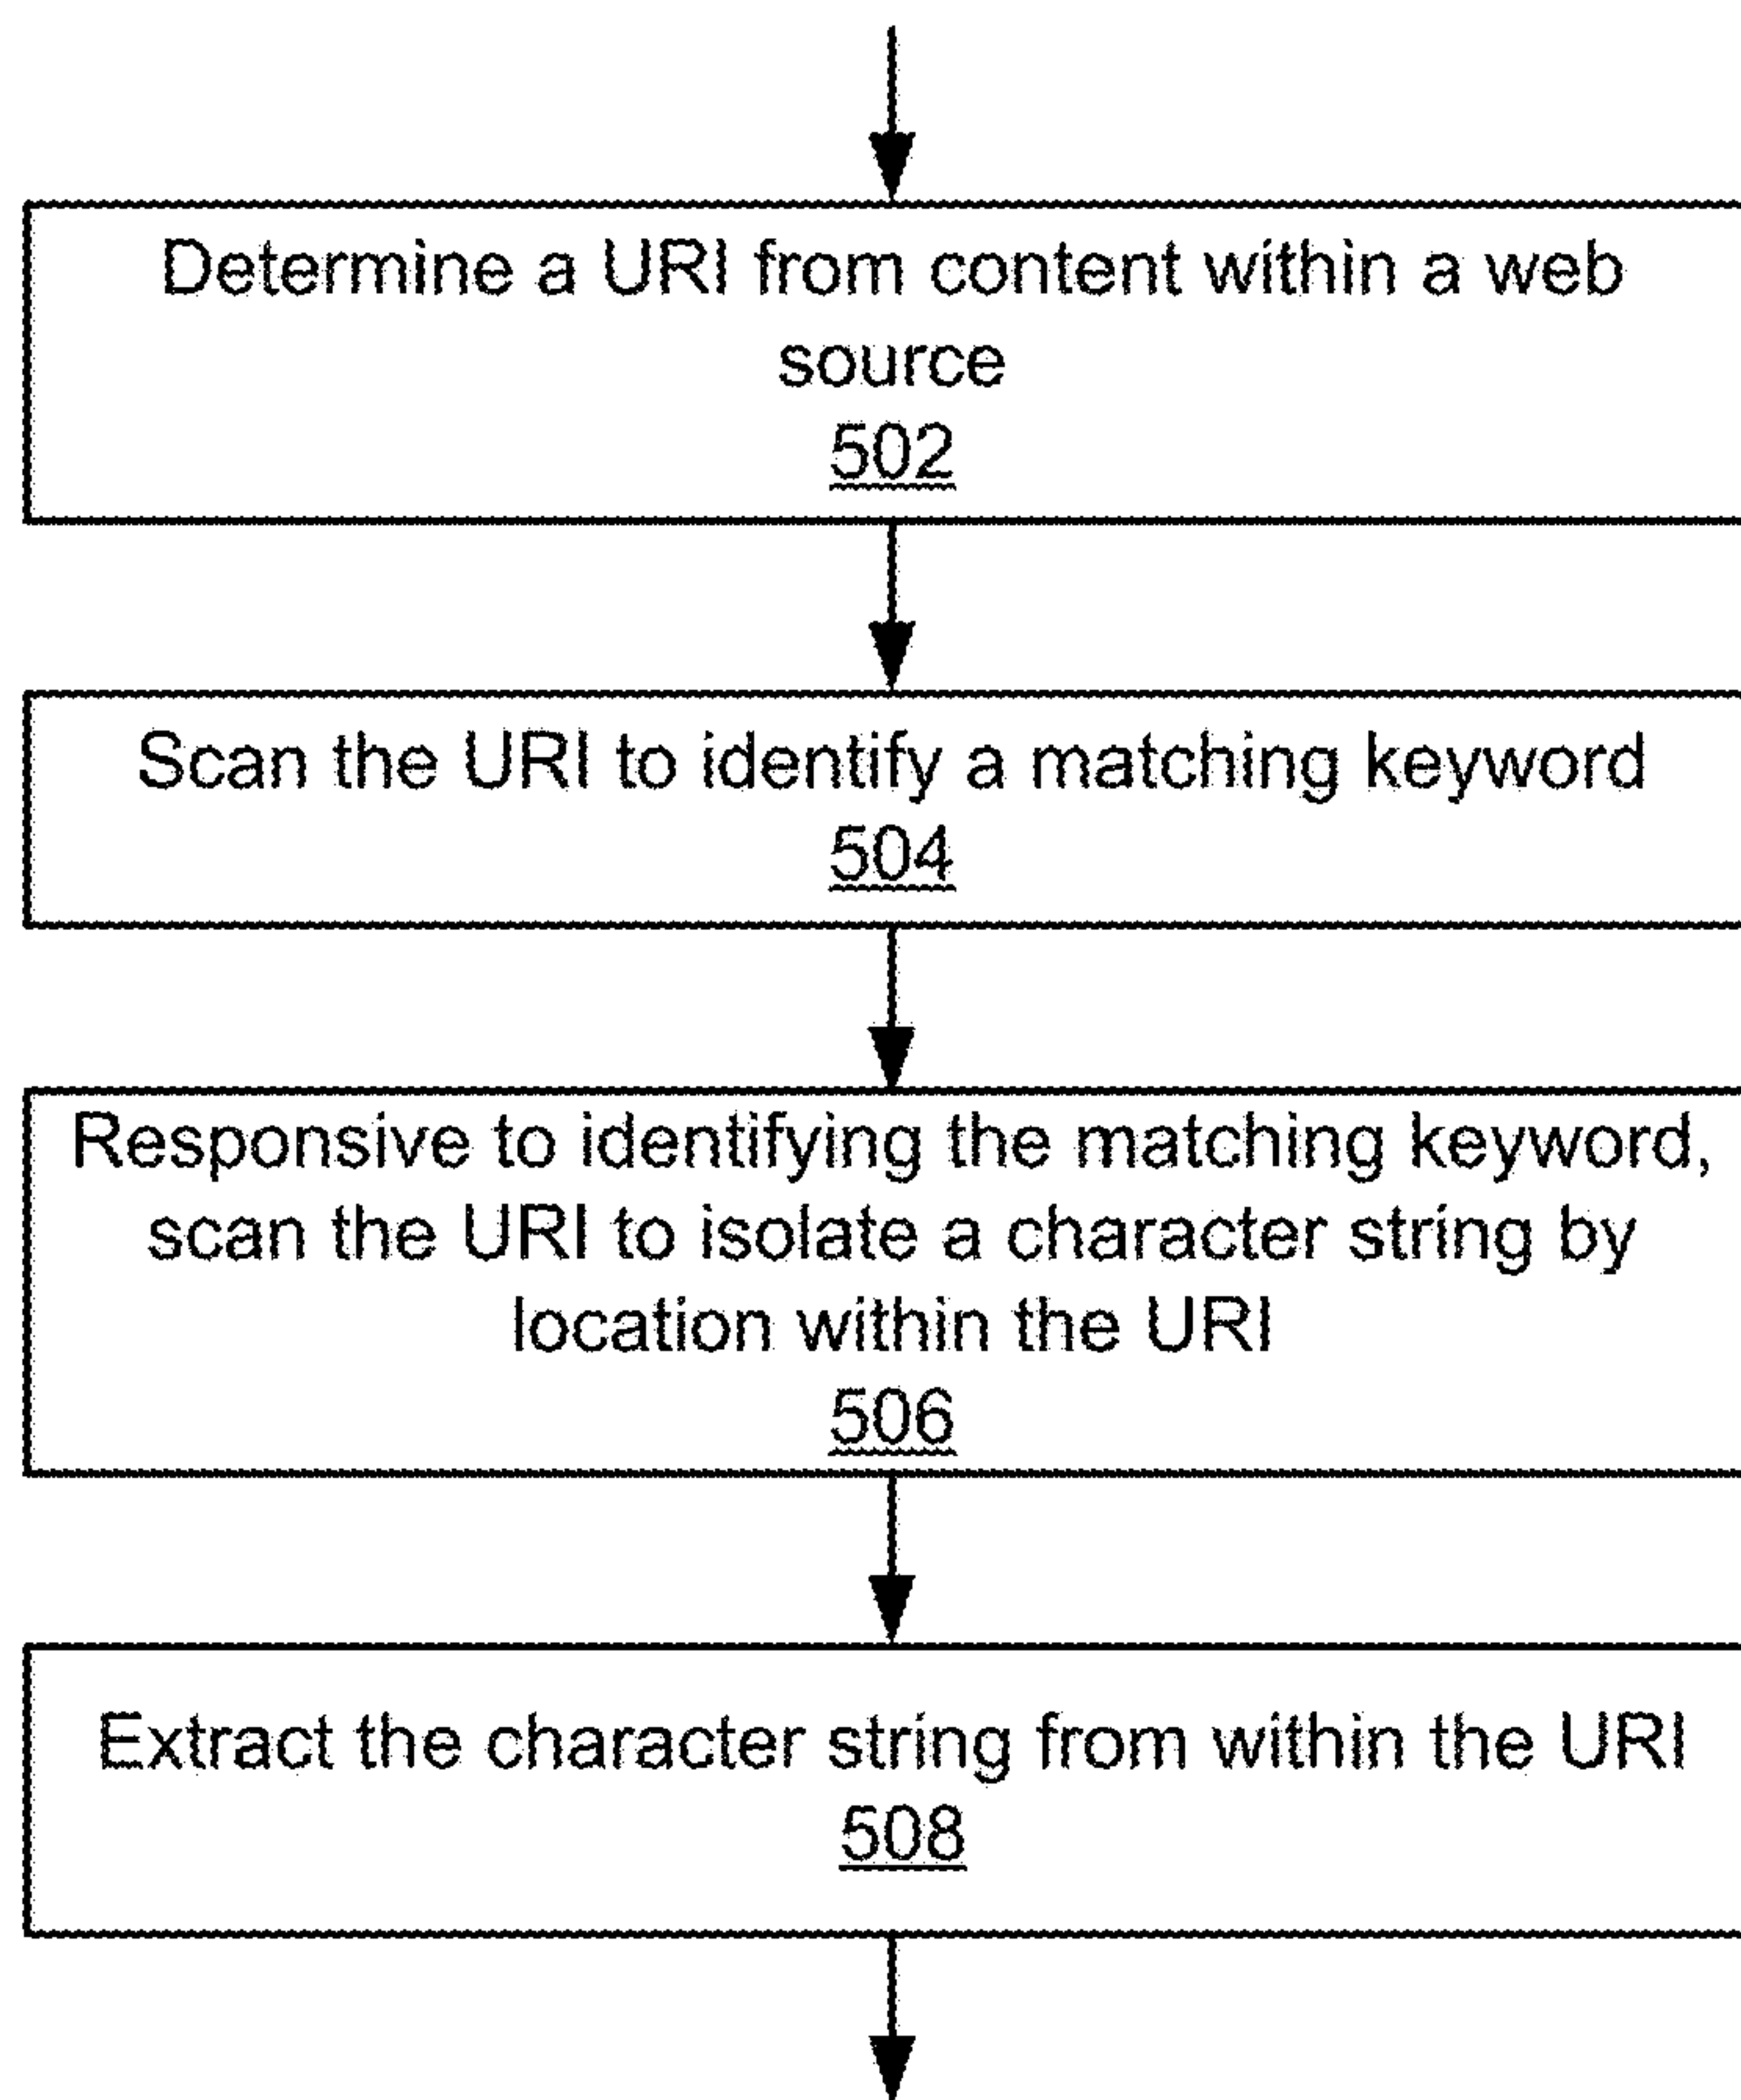 Determine a URI from content within a web
source
502
Scan the URI to identify a matching keyword
504
Responsive to identifying the matching keyword,
scan the URI to isolate a character string by
location within the URI
506
Extract the character string from within the URI
508